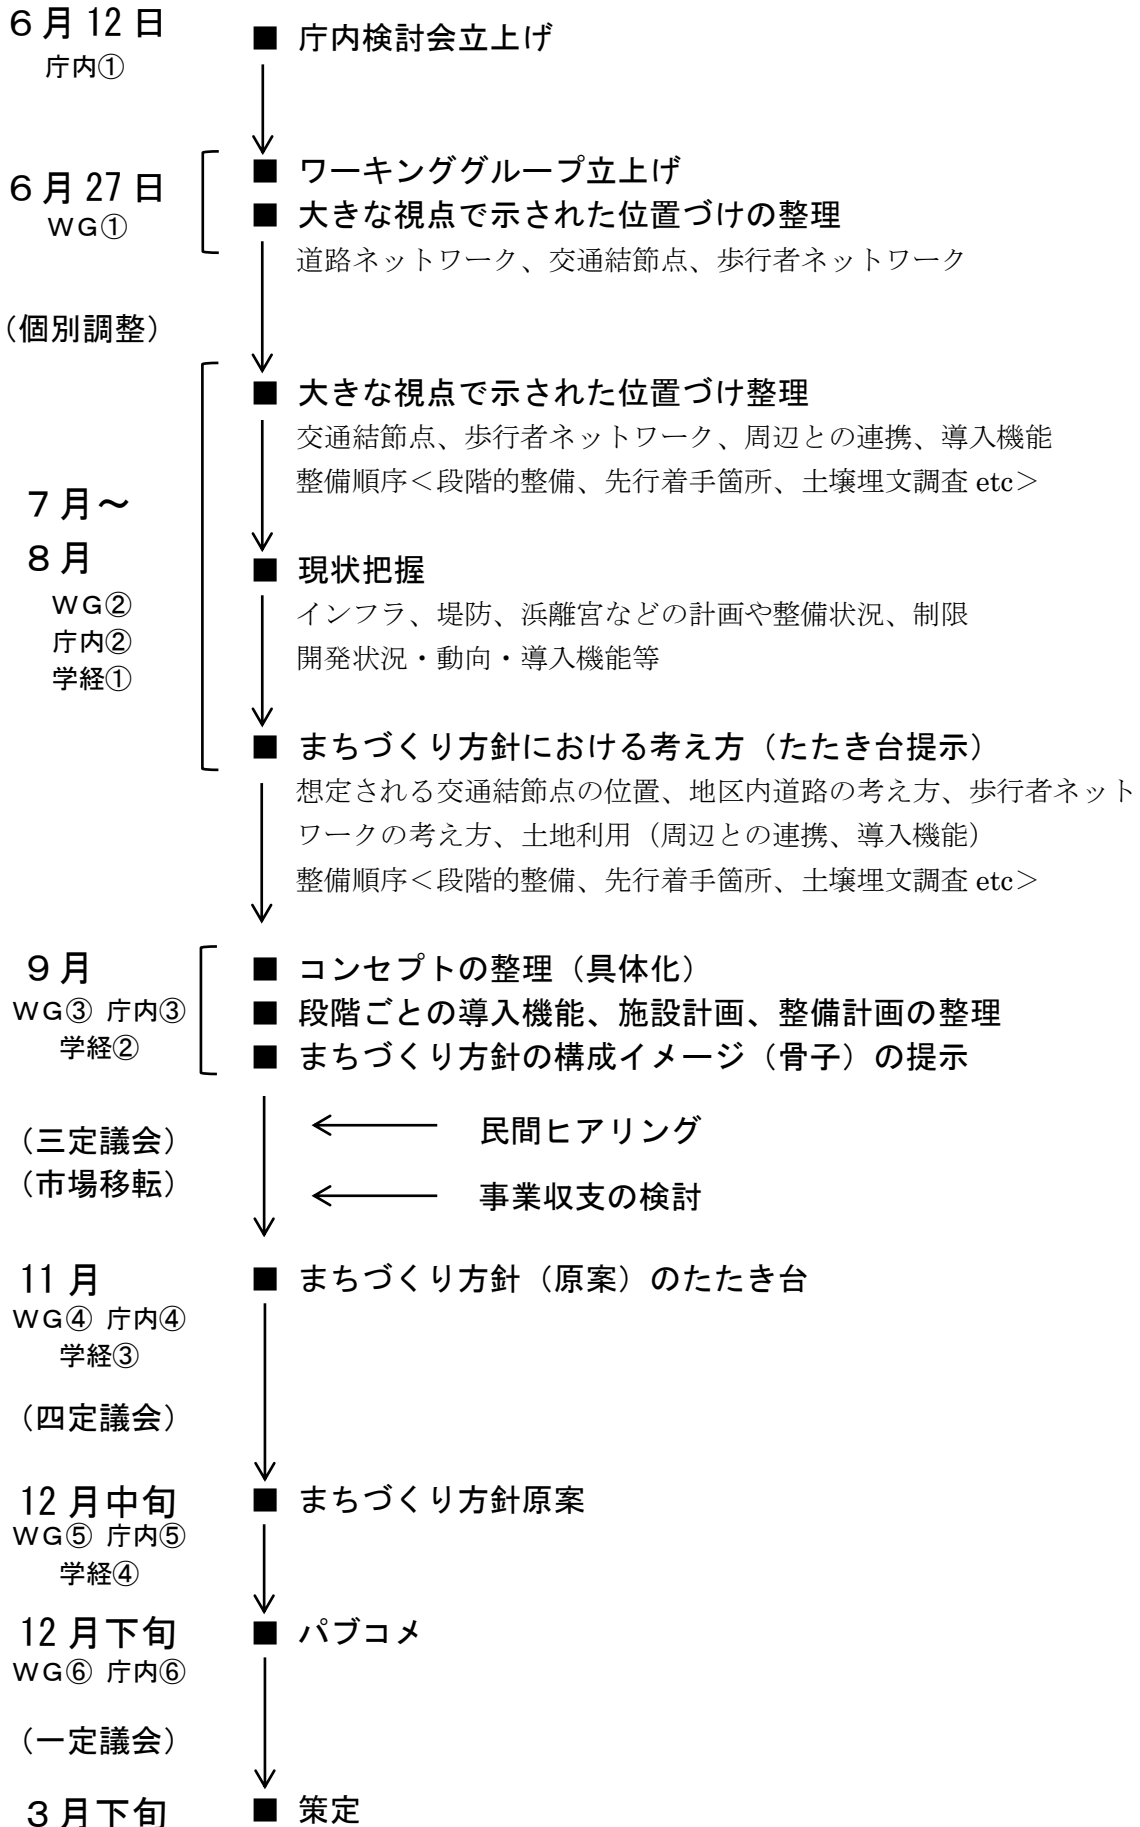 ６月 12 日
■ 庁内検討会立上げ
庁内①
■ ワーキンググループ立上げ
６月 27 日
ＷＧ①
■ 大きな視点で示された位置づけの整理
道路ネットワーク、交通結節点、歩行者ネットワーク
（個別調整）
■ 大きな視点で示された位置づけ整理
交通結節点、歩行者ネットワーク、周辺との連携、導入機能
整備順序＜段階的整備、先行着手箇所、土壌埋文調査 etc＞
７月～
８月
ＷＧ②
庁内②
学経①
■ 現状把握
インフラ、堤防、浜離宮などの計画や整備状況、制限
開発状況・動向・導入機能等
■ まちづくり方針における考え方（たたき台提示）
想定される交通結節点の位置、地区内道路の考え方、歩行者ネット
ワークの考え方、土地利用（周辺との連携、導入機能）
整備順序＜段階的整備、先行着手箇所、土壌埋文調査 etc＞
９月
ＷＧ③ 庁内③
学経②
■ コンセプトの整理（具体化）
■ 段階ごとの導入機能、施設計画、整備計画の整理
■ まちづくり方針の構成イメージ（骨子）の提示
（三定議会）
（市場移転）
民間ヒアリング
事業収支の検討
11 月
■ まちづくり方針（原案）のたたき台
ＷＧ④ 庁内④
学経③
（四定議会）
12 月中旬
■ まちづくり方針原案
ＷＧ⑤ 庁内⑤
学経④
12 月下旬
■ パブコメ
ＷＧ⑥ 庁内⑥
（一定議会）
３月下旬
■ 策定